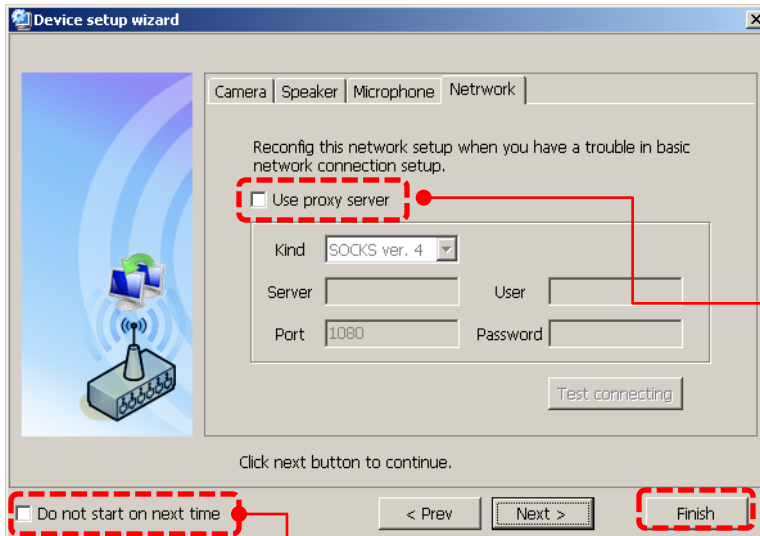 Device setup wizard
Camera Speaker Microphone Netrwork
Reconfig this network setup when you have a trouble in basic
network connection setup.
Use proxy server
Kind SOCKS ver. 4
Server User
Port 1080 Password
Test connecting
Click next button to continue.
Do not start on next time < Prev Next > Finish